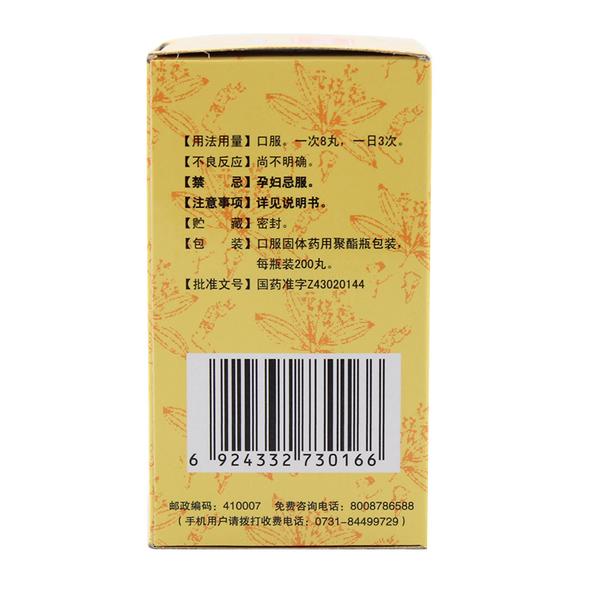 【用法用量】口服。一次8丸，一日3次。
【不良反应】尚不明确。
【禁　　忌】孕妇忌服。
【注意事项】详见说明书。
【贮　　藏】密封。
【包　　装】口服固体药用聚酯瓶包装，
每瓶装200丸。
【批准文号】国药准字Z43020144
6 924332 730166
邮政编码：410007　免费咨询电话：8008786588
（手机用户请拨打收费电话：0731-84499729）